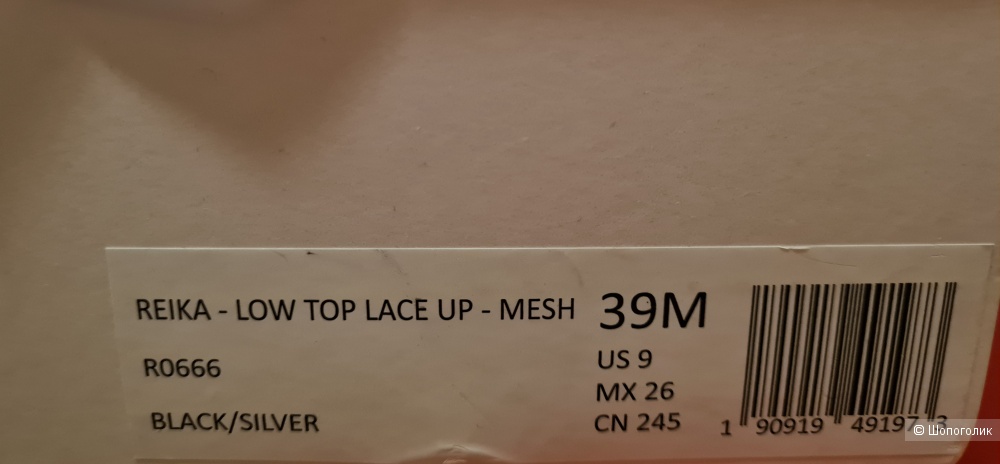 REIKA - LOW TOP LACE UP - MESH 39M
R0666 US 9
MX 26
BLACK/SILVER CN 245
1 90919 49197 3
© Шопоголик